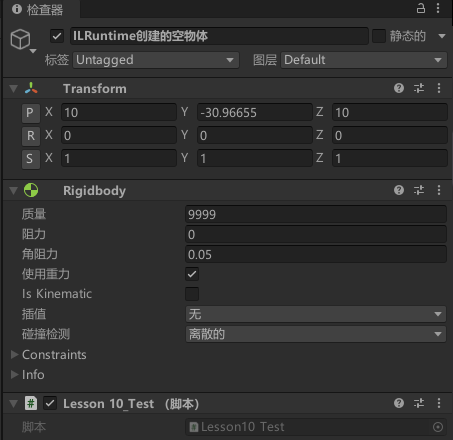 检查器
ILRuntime创建的空物体 静态的
标签 Untagged 图层 Default
Transform
P X 10 Y -30.96655 Z 10
R X 0 Y 0 Z 0
S X 1 Y 1 Z 1
Rigidbody
质量 9999
阻力 0
角阻力 0.05
使用重力
Is Kinematic
插值 无
碰撞检测 离散的
Constraints
Info
# Lesson 10_Test （脚本）
脚本 #Lesson10 Test